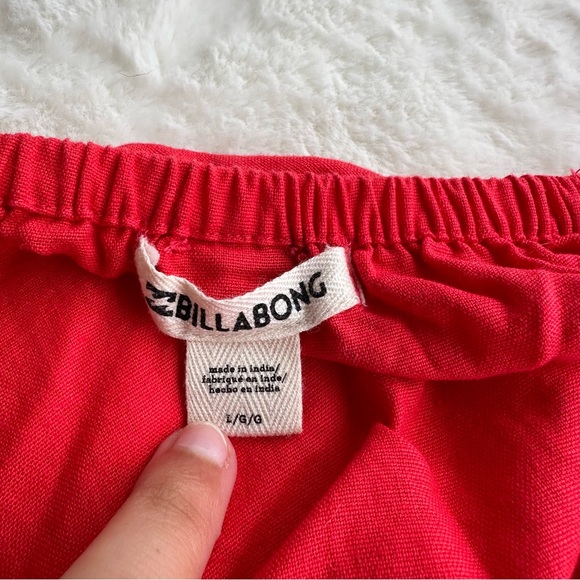 BILLABONG
made in india/
fabriqué en inde/
hecho en india
L/G/G